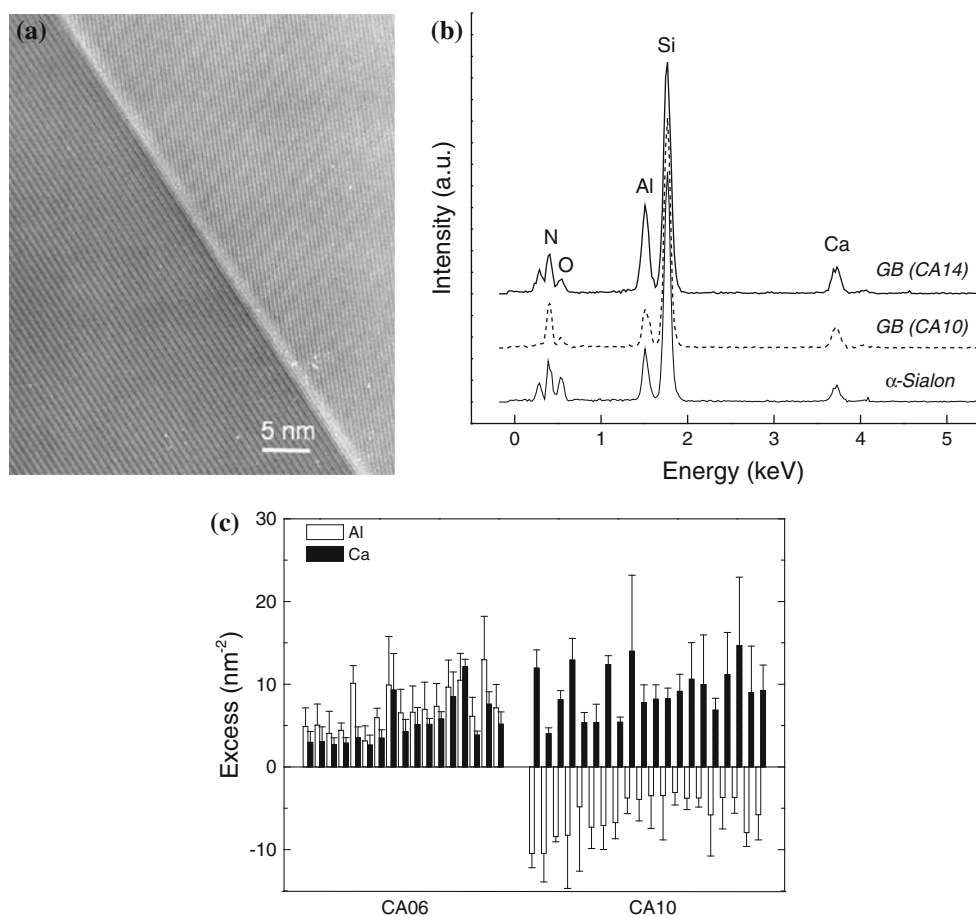 (a)
5 nm
(b)
Si
Al
N
O
Ca
GB (CA14)
GB (CA10)
α-Sialon
Intensity (a.u.)
0 1 2 3 4 5
Energy (keV)
(c)
Al
Ca
30
20
10
0
-10
Excess (nm-2)
CA06 CA10